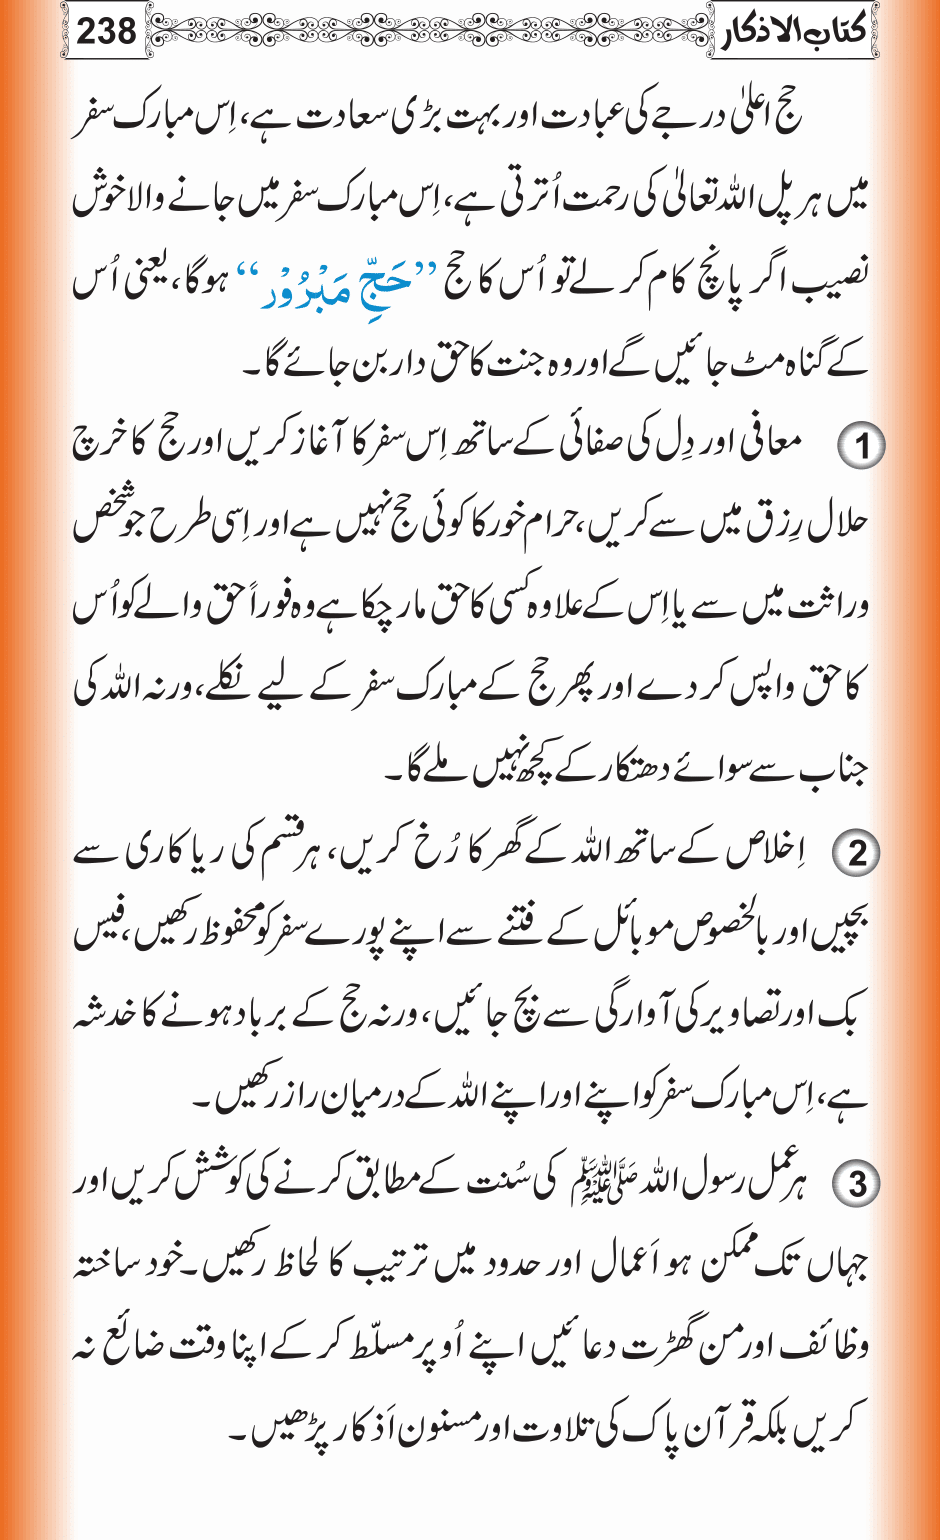 کتاب الاذکار 238
حج اعلیٰ درجے کی عبادت اور بہت بڑی سعادت ہے، اِس مبارک سفر
میں ہر پل اللہ تعالیٰ کی رحمت اُترتی ہے، اِس مبارک سفر میں جانے والا خوش
نصیب اگر پانچ کام کر لے تو اُس کا حج ’’حَجِّ مَبْرُوْر‘‘ ہوگا، یعنی اُس
کے گناہ مٹ جائیں گے اور وہ جنت کا حق دار بن جائے گا۔
1 معافی اور دِل کی صفائی کے ساتھ اِس سفر کا آغاز کریں اور حج کا خرچ
حلال رِزق میں سے کریں، حرام خور کا کوئی حج نہیں ہے اور اِسی طرح جو شخص
وراثت میں سے یا اِس کے علاوہ کسی کا حق مار چکا ہے وہ فوراً حق والے کو اُس
کا حق واپس کر دے اور پھر حج کے مبارک سفر کے لیے نکلے، ورنہ اللہ کی
جناب سے سوائے دھتکار کے کچھ نہیں ملے گا۔
2 اِخلاص کے ساتھ اللہ کے گھر کا رُخ کریں، ہر قسم کی ریاکاری سے
بچیں اور بالخصوص موبائل کے فتنے سے اپنے پورے سفر کو محفوظ رکھیں، فیس
بک اور تصاویر کی آوارگی سے بچ جائیں، ورنہ حج کے برباد ہونے کا خدشہ
ہے، اِس مبارک سفر کو اپنے اور اپنے اللہ کے درمیان راز رکھیں۔
3 ہر عمل رسول اللہ ﷺ کی سُنت کے مطابق کرنے کی کوشش کریں اور
جہاں تک ممکن ہو اَعمال اور حدود میں ترتیب کا لحاظ رکھیں۔ خود ساختہ
وظائف اور من گھڑت دعائیں اپنے اُوپر مسلّط کر کے اپنا وقت ضائع نہ
کریں بلکہ قرآن پاک کی تلاوت اور مسنون اَذکار پڑھیں۔